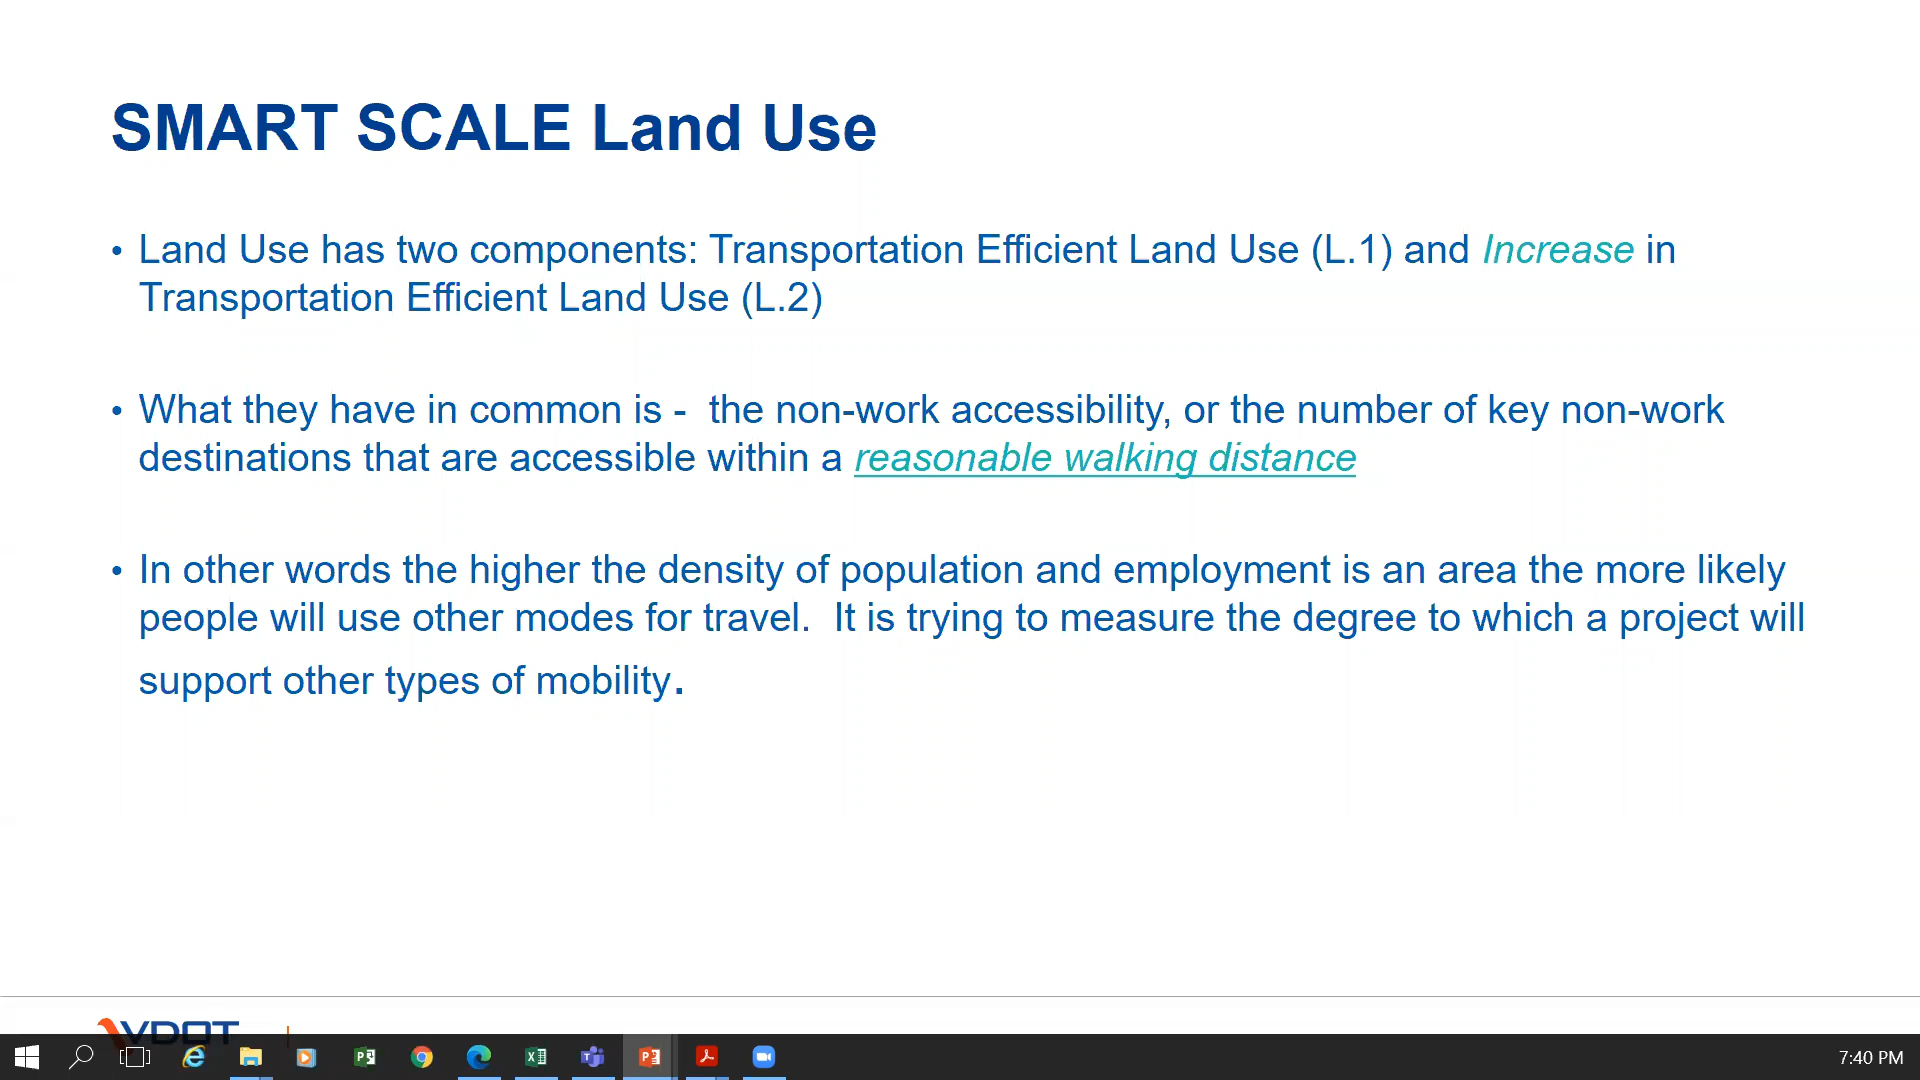 SMART SCALE Land Use
• Land Use has two components: Transportation Efficient Land Use (L.1) and Increase in
Transportation Efficient Land Use (L.2)
• What they have in common is -  the non-work accessibility, or the number of key non-work
destinations that are accessible within a reasonable walking distance
• In other words the higher the density of population and employment is an area the more likely
people will use other modes for travel.  It is trying to measure the degree to which a project will
support other types of mobility.
VDOT
7:40 PM